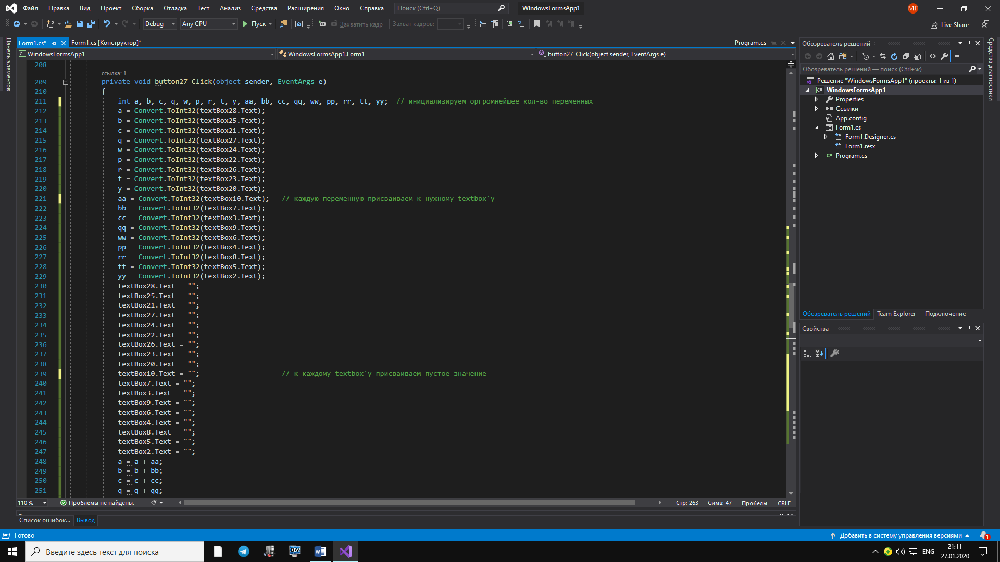 Файл Правка Вид Проект Сборка Отладка Тест Анализ Средства Расширения Окно Справка Поиск (Ctrl+Q) WindowsFormsApp1 МГ
Debug Any CPU Пуск Захватить кадр Захват кадров: Live Share
Панель элементов
Form1.cs* Form1.cs [Конструктор]* Program.cs
WindowsFormsApp1 WindowsFormsApp1.Form1 button27_Click(object sender, EventArgs e)
208
ссылка: 1
209 private void button27_Click(object sender, EventArgs e)
210 {
211 int a, b, c, q, w, p, r, t, y, aa, bb, cc, qq, ww, pp, rr, tt, yy; // инициализируем оргромнейшее кол-во переменных
212 a = Convert.ToInt32(textBox28.Text);
213 b = Convert.ToInt32(textBox25.Text);
214 c = Convert.ToInt32(textBox21.Text);
215 q = Convert.ToInt32(textBox27.Text);
216 w = Convert.ToInt32(textBox24.Text);
217 p = Convert.ToInt32(textBox22.Text);
218 r = Convert.ToInt32(textBox26.Text);
219 t = Convert.ToInt32(textBox23.Text);
220 y = Convert.ToInt32(textBox20.Text);
221 aa = Convert.ToInt32(textBox10.Text); // каждую переменную присваиваем к нужному textbox'у
222 bb = Convert.ToInt32(textBox7.Text);
223 cc = Convert.ToInt32(textBox3.Text);
224 qq = Convert.ToInt32(textBox9.Text);
225 ww = Convert.ToInt32(textBox6.Text);
226 pp = Convert.ToInt32(textBox4.Text);
227 rr = Convert.ToInt32(textBox8.Text);
228 tt = Convert.ToInt32(textBox5.Text);
229 yy = Convert.ToInt32(textBox2.Text);
230 textBox28.Text = "";
231 textBox25.Text = "";
232 textBox21.Text = "";
233 textBox27.Text = "";
234 textBox24.Text = "";
235 textBox22.Text = "";
236 textBox26.Text = "";
237 textBox23.Text = "";
238 textBox20.Text = "";
239 textBox10.Text = ""; // к каждому textbox'у присваиваем пустое значение
240 textBox7.Text = "";
241 textBox3.Text = "";
242 textBox9.Text = "";
243 textBox6.Text = "";
244 textBox4.Text = "";
245 textBox8.Text = "";
246 textBox5.Text = "";
247 textBox2.Text = "";
248 a = a + aa;
249 b = b + bb;
250 c = c + cc;
251 q = q + qq;
110 % Проблемы не найдены. Стр: 263 Симв: 47 Пробелы CRLF
Список ошибок... Вывод
Обозреватель решений
Обозреватель решений — поиск (Ctrl+ж)
Решение "WindowsFormsApp1" (проекты: 1 из 1)
WindowsFormsApp1
Properties
Ссылки
App.config
Form1.cs
Form1.Designer.cs
Form1.resx
Program.cs
Обозреватель решений Team Explorer — Подключение
Свойства
Средства диагностики
Готово Добавить в систему управления версиями 1
Введите здесь текст для поиска ENG 21:11
27.01.2020